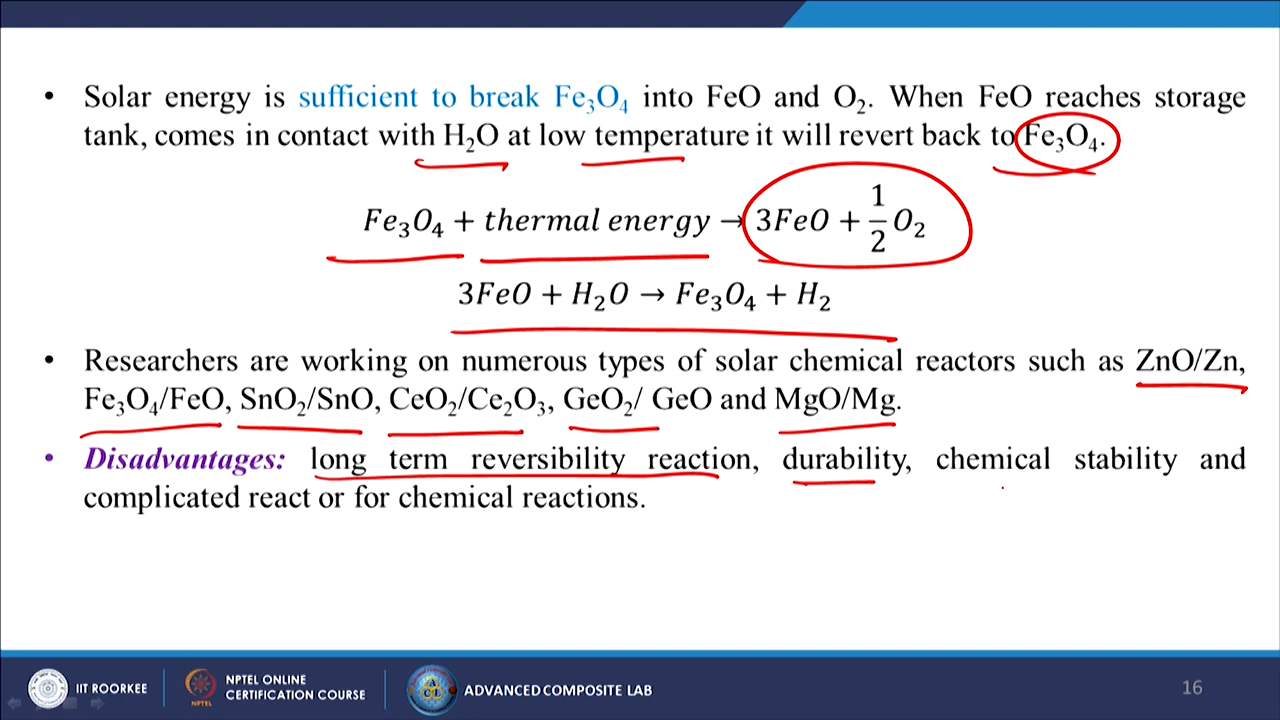 • Solar energy is sufficient to break Fe₃O₄ into FeO and O₂. When FeO reaches storage
tank, comes in contact with H₂O at low temperature it will revert back to Fe₃O₄.
Fe₃O₄ + thermal energy → 3FeO + 1/2 O₂
3FeO + H₂O → Fe₃O₄ + H₂
• Researchers are working on numerous types of solar chemical reactors such as ZnO/Zn,
Fe₃O₄/FeO, SnO₂/SnO, CeO₂/Ce₂O₃, GeO₂/ GeO and MgO/Mg.
• Disadvantages: long term reversibility reaction, durability, chemical stability and
complicated react or for chemical reactions.
IIT ROORKEE
NPTEL
NPTEL ONLINE
CERTIFICATION COURSE
ACL
ADVANCED COMPOSITE LAB
16